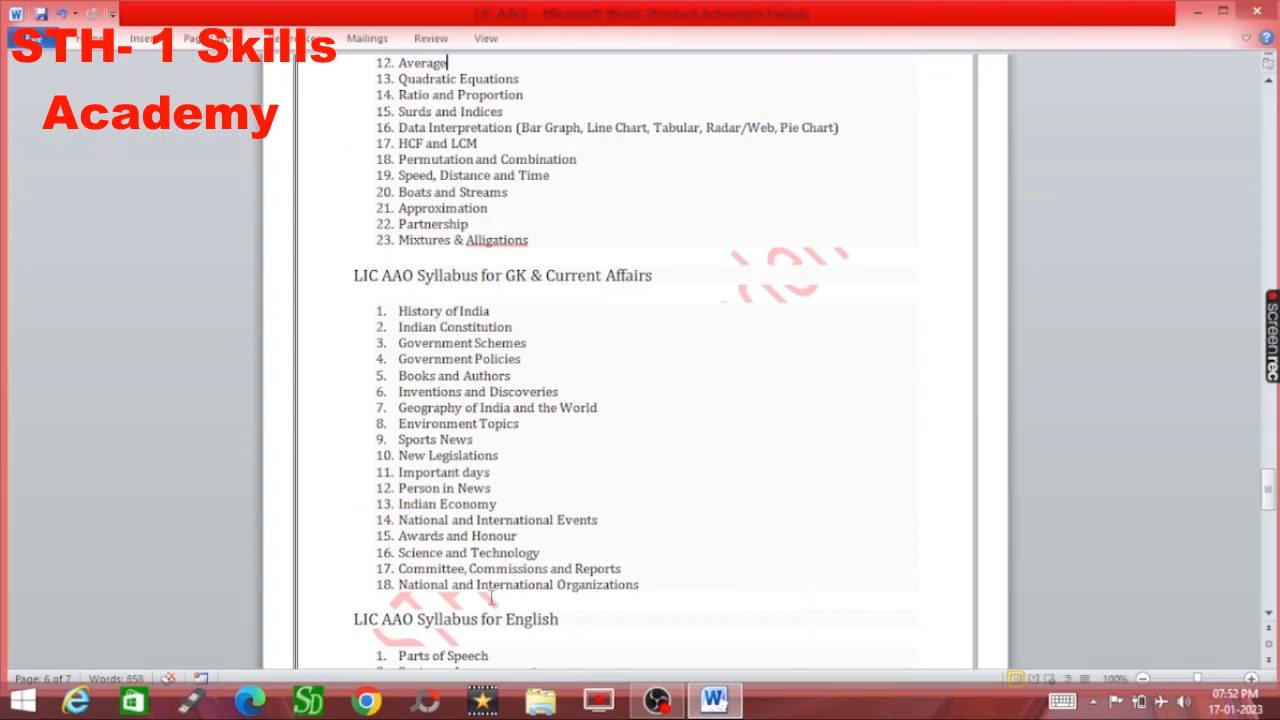 LIC AAO - Microsoft Word (Product Activation Failed)
STH- 1 Skills
Academy
Mailings
Review
View
12. Average
13. Quadratic Equations
14. Ratio and Proportion
15. Surds and Indices
16. Data Interpretation (Bar Graph, Line Chart, Tabular, Radar/Web, Pie Chart)
17. HCF and LCM
18. Permutation and Combination
19. Speed, Distance and Time
20. Boats and Streams
21. Approximation
22. Partnership
23. Mixtures & Alligations
LIC AAO Syllabus for GK & Current Affairs
1. History of India
2. Indian Constitution
3. Government Schemes
4. Government Policies
5. Books and Authors
6. Inventions and Discoveries
7. Geography of India and the World
8. Environment Topics
9. Sports News
10. New Legislations
11. Important days
12. Person in News
13. Indian Economy
14. National and International Events
15. Awards and Honour
16. Science and Technology
17. Committee, Commissions and Reports
18. National and International Organizations
LIC AAO Syllabus for English
1. Parts of Speech
screenrec
Page: 6 of 7
Words: 858
100%
07:52 PM
17-01-2023